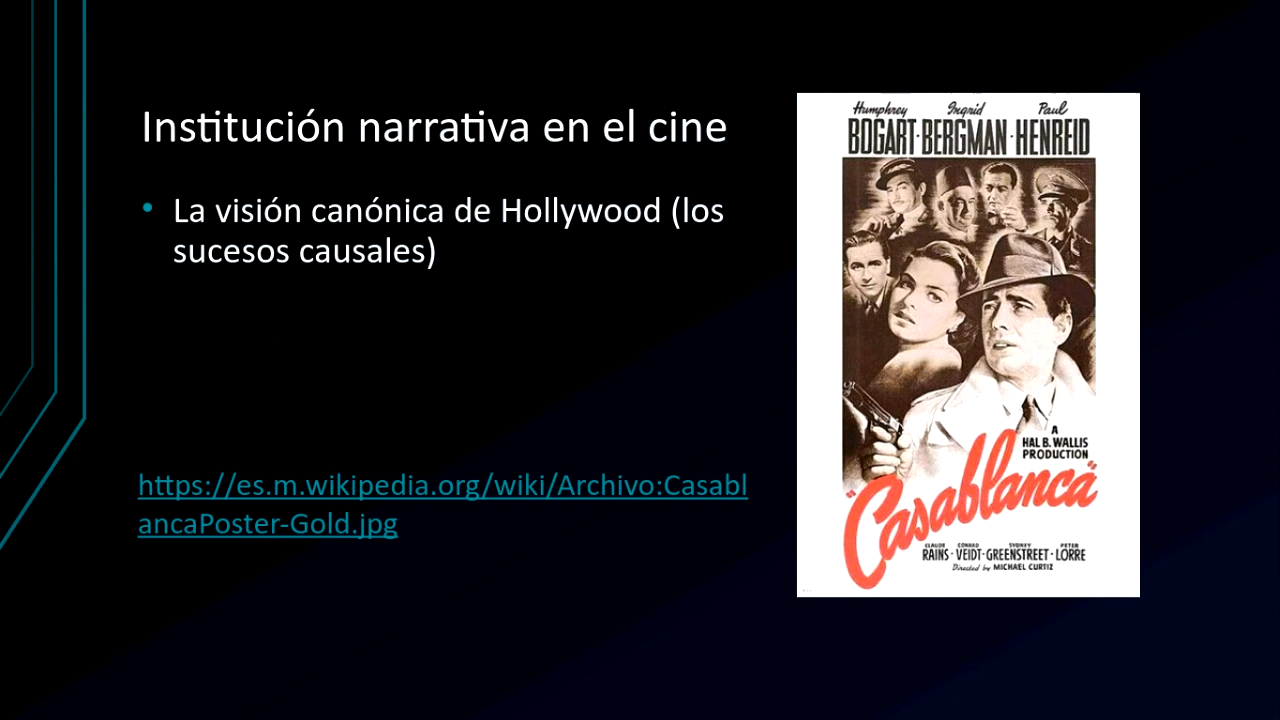 Institución narrativa en el cine
• La visión canónica de Hollywood (los
sucesos causales)
https://es.m.wikipedia.org/wiki/Archivo:Casabl
ancaPoster-Gold.jpg
Humphrey Ingrid Paul
BOGART · BERGMAN · HENREID
A
HAL B. WALLIS
PRODUCTION
"Casablanca"
CLAUDE CONRAD SYDNEY PETER
RAINS · VEIDT · GREENSTREET · LORRE
Directed by MICHAEL CURTIZ